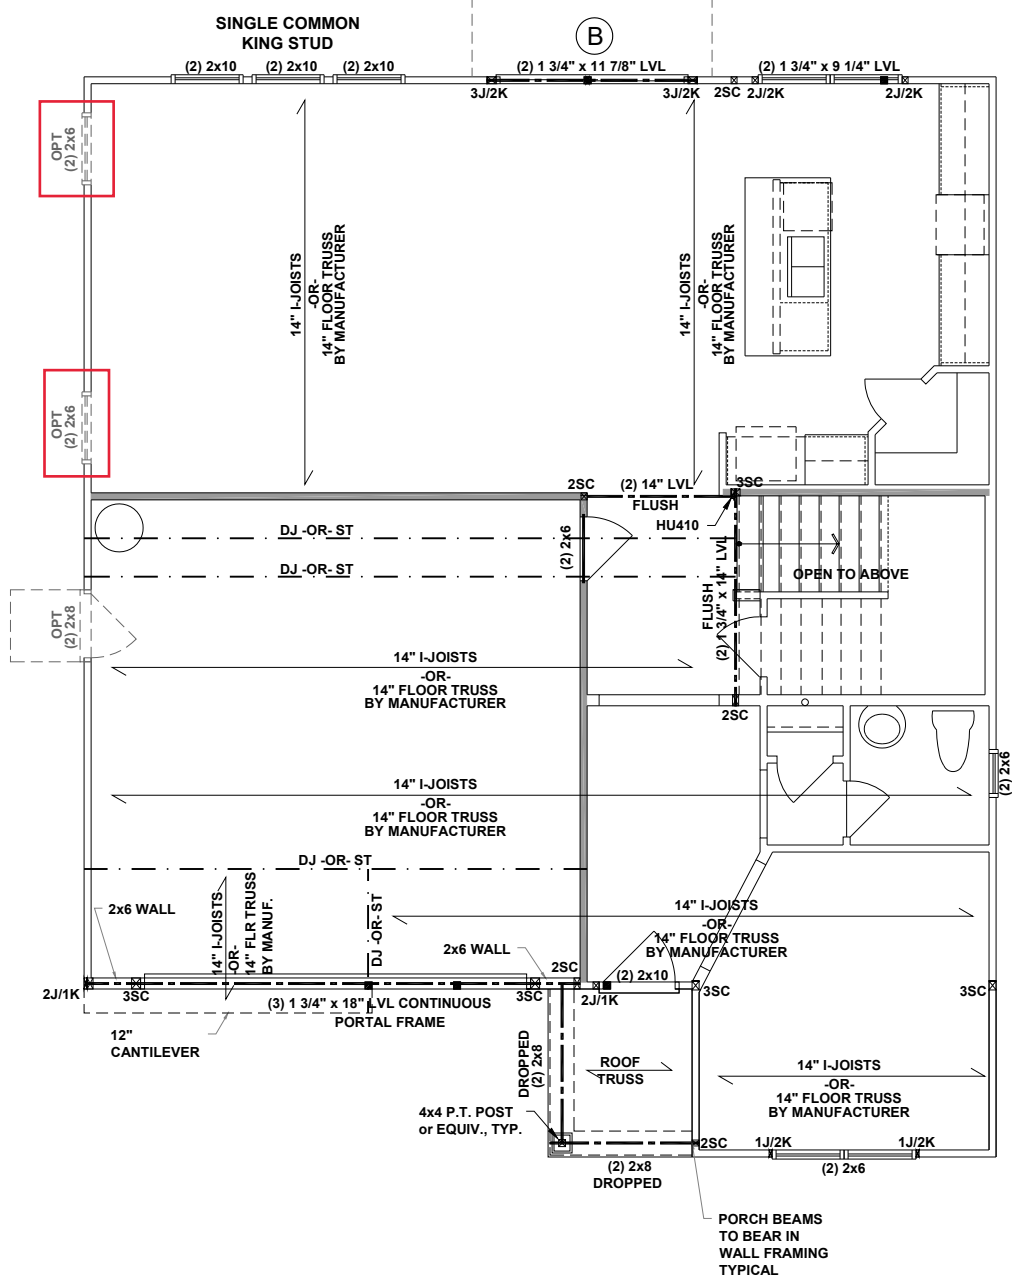 SINGLE COMMON
KING STUD
B
(2) 2x10
(2) 2x10
(2) 2x10
(2) 1 3/4" x 11 7/8" LVL
(2) 1 3/4" x 9 1/4" LVL
3J/2K
3J/2K
2SC
2J/2K
2J/2K
OPT
(2) 2x6
14" I-JOISTS
-OR-
14" FLOOR TRUSS
BY MANUFACTURER
14" I-JOISTS
-OR-
14" FLOOR TRUSS
BY MANUFACTURER
OPT
(2) 2x6
2SC
(2) 14" LVL
3SC
FLUSH
HU410
DJ -OR- ST
(2) 2x6
DJ -OR- ST
FLUSH
(2) 1 3/4" x 14" LVL
OPEN TO ABOVE
OPT
(2) 2x8
14" I-JOISTS
-OR-
14" FLOOR TRUSS
BY MANUFACTURER
2SC
(2) 2x6
14" I-JOISTS
-OR-
14" FLOOR TRUSS
BY MANUFACTURER
DJ -OR- ST
14" I-JOISTS
-OR-
14" FLR TRUSS
BY MANUF.
DJ -OR- ST
2x6 WALL
14" I-JOISTS
-OR-
14" FLOOR TRUSS
BY MANUFACTURER
2x6 WALL
2SC
(2) 2x10
2J/1K
3SC
3SC
2J/1K
3SC
3SC
(3) 1 3/4" x 18" LVL CONTINUOUS
PORTAL FRAME
12"
CANTILEVER
DROPPED
(2) 2x8
ROOF
TRUSS
14" I-JOISTS
-OR-
14" FLOOR TRUSS
BY MANUFACTURER
4x4 P.T. POST
or EQUIV., TYP.
2SC
1J/2K
1J/2K
(2) 2x8
DROPPED
(2) 2x6
PORCH BEAMS
TO BEAR IN
WALL FRAMING
TYPICAL